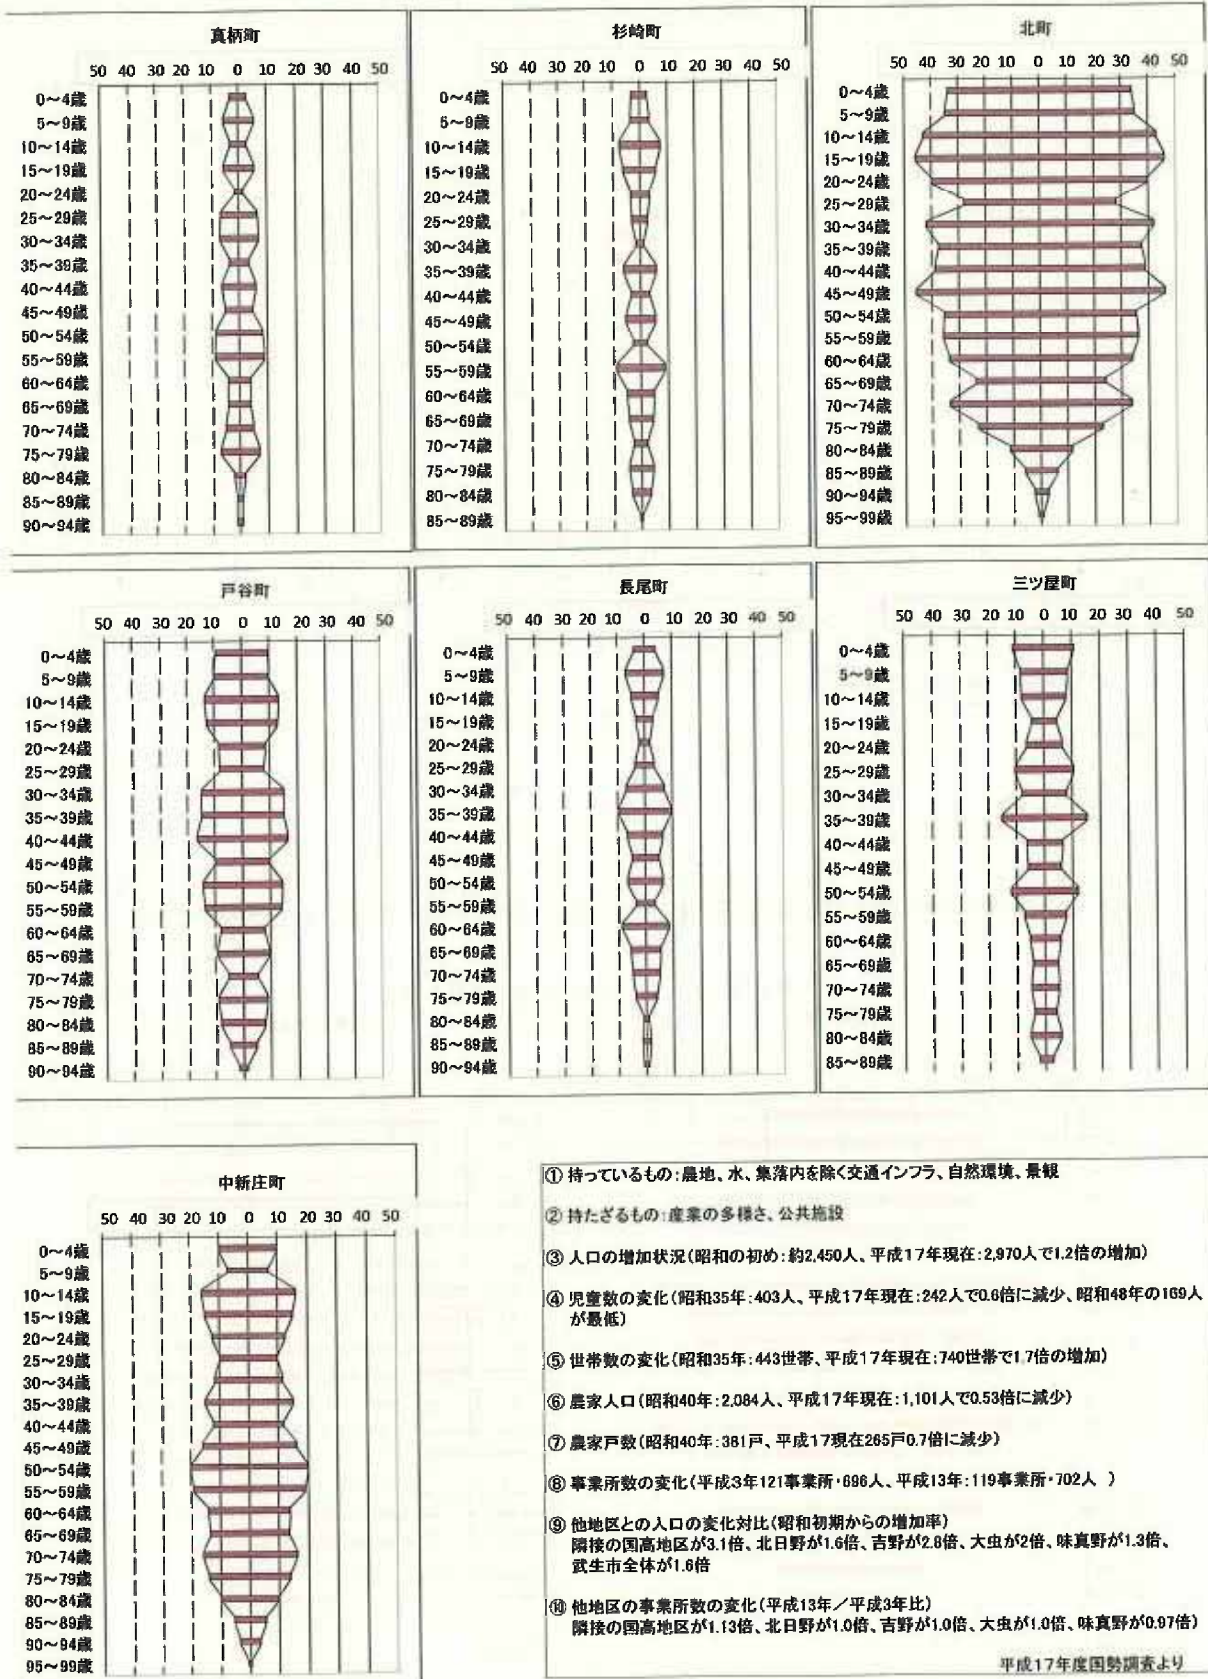 真柄町
50 40 30 20 10 0 10 20 30 40 50
0～4歳
5～9歳
10～14歳
15～19歳
20～24歳
25～29歳
30～34歳
35～39歳
40～44歳
45～49歳
50～54歳
55～59歳
60～64歳
65～69歳
70～74歳
75～79歳
80～84歳
85～89歳
90～94歳
杉崎町
50 40 30 20 10 0 10 20 30 40 50
0～4歳
5～9歳
10～14歳
15～19歳
20～24歳
25～29歳
30～34歳
35～39歳
40～44歳
45～49歳
50～54歳
55～59歳
60～64歳
65～69歳
70～74歳
75～79歳
80～84歳
85～89歳
北町
50 40 30 20 10 0 10 20 30 40 50
0～4歳
5～9歳
10～14歳
15～19歳
20～24歳
25～29歳
30～34歳
35～39歳
40～44歳
45～49歳
50～54歳
55～59歳
60～64歳
65～69歳
70～74歳
75～79歳
80～84歳
85～89歳
90～94歳
95～99歳
戸谷町
50 40 30 20 10 0 10 20 30 40 50
0～4歳
5～9歳
10～14歳
15～19歳
20～24歳
25～29歳
30～34歳
35～39歳
40～44歳
45～49歳
50～54歳
55～59歳
60～64歳
65～69歳
70～74歳
75～79歳
80～84歳
85～89歳
90～94歳
長尾町
50 40 30 20 10 0 10 20 30 40 50
0～4歳
5～9歳
10～14歳
15～19歳
20～24歳
25～29歳
30～34歳
35～39歳
40～44歳
45～49歳
50～54歳
55～59歳
60～64歳
65～69歳
70～74歳
75～79歳
80～84歳
85～89歳
90～94歳
三ツ屋町
50 40 30 20 10 0 10 20 30 40 50
0～4歳
5～9歳
10～14歳
15～19歳
20～24歳
25～29歳
30～34歳
35～39歳
40～44歳
45～49歳
50～54歳
55～59歳
60～64歳
65～69歳
70～74歳
75～79歳
80～84歳
85～89歳
中新庄町
50 40 30 20 10 0 10 20 30 40 50
0～4歳
5～9歳
10～14歳
15～19歳
20～24歳
25～29歳
30～34歳
35～39歳
40～44歳
45～49歳
50～54歳
55～59歳
60～64歳
65～69歳
70～74歳
75～79歳
80～84歳
85～89歳
90～94歳
95～99歳
① 持っているもの：農地、水、集落内を除く交通インフラ、自然環境、景観
② 持たざるもの：産業の多様さ、公共施設
③ 人口の増加状況（昭和の初め：約2,450人、平成17年現在：2,970人で1.2倍の増加）
④ 児童数の変化（昭和35年：403人、平成17年現在：242人で0.6倍に減少、昭和48年の169人
が最低）
⑤ 世帯数の変化（昭和35年：443世帯、平成17年現在：740世帯で1.7倍の増加）
⑥ 農家人口（昭和40年：2,084人、平成17年現在：1,101人で0.53倍に減少）
⑦ 農家戸数（昭和40年：381戸、平成17現在265戸0.7倍に減少）
⑧ 事業所数の変化（平成3年121事業所・696人、平成13年：119事業所・702人 ）
⑨ 他地区との人口の変化対比（昭和初期からの増加率）
隣接の国高地区が3.1倍、北日野が1.6倍、吉野が2.8倍、大虫が2倍、味真野が1.3倍、
武生市全体が1.6倍
⑩ 他地区の事業所数の変化（平成13年／平成3年比）
隣接の国高地区が1.13倍、北日野が1.0倍、吉野が1.0倍、大虫が1.0倍、味真野が0.97倍）
平成17年度国勢調査より